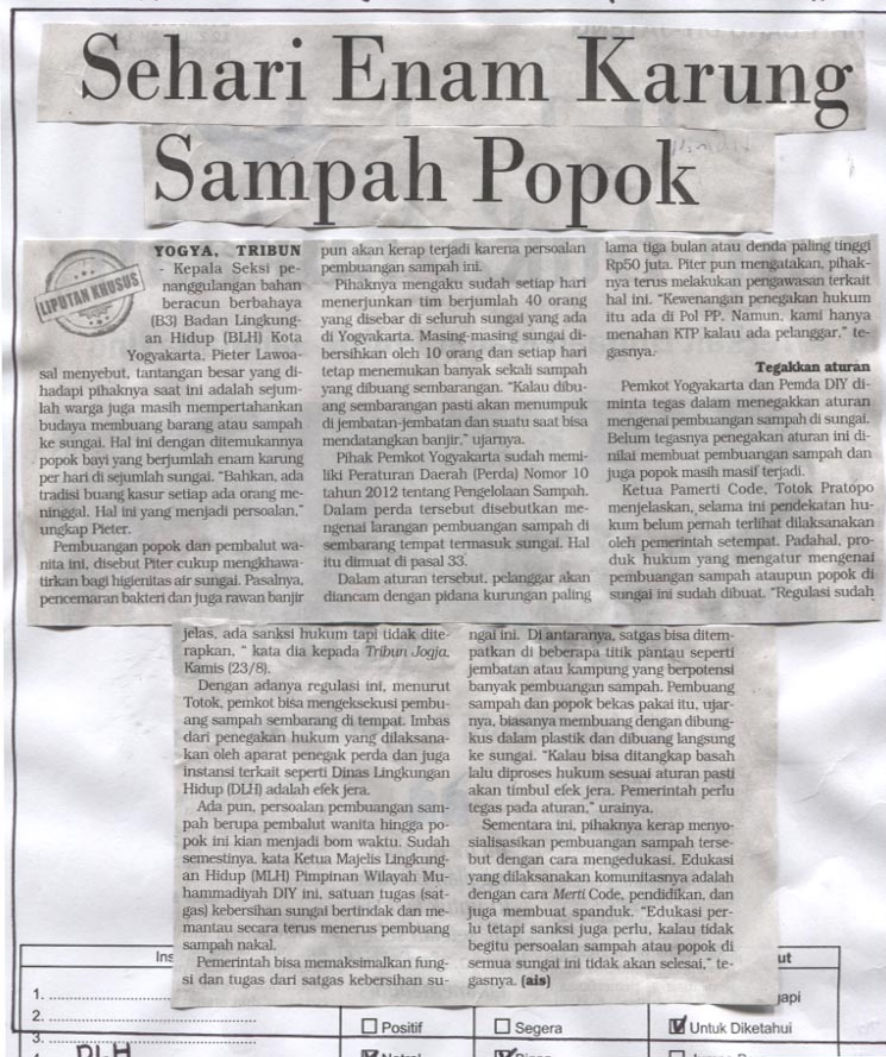 Sehari Enam Karung
Sampah Popok
LIPUTAN KHUSUS
YOGYA, TRIBUN
- Kepala Seksi pe-
nanggulangan bahan
beracun berbahaya
(B3) Badan Lingkung-
an Hidup (BLH) Kota
Yogyakarta, Pieter Lawoa-
sal menyebut, tantangan besar yang di-
hadapi pihaknya saat ini adalah sejum-
lah warga juga masih mempertahankan
budaya membuang barang atau sampah
ke sungai. Hal ini dengan ditemukannya
popok bayi yang berjumlah enam karung
per hari di sejumlah sungai. "Bahkan, ada
tradisi buang kasur setiap ada orang me-
ninggal. Hal ini yang menjadi persoalan,"
ungkap Pieter.
Pembuangan popok dan pembalut wa-
nita ini, disebut Piter cukup mengkhawa-
tirkan bagi higienitas air sungai. Pasalnya,
pencemaran bakteri dan juga rawan banjir
pun akan kerap terjadi karena persoalan
pembuangan sampah ini.
Pihaknya mengaku sudah setiap hari
menerjunkan tim berjumlah 40 orang
yang disebar di seluruh sungai yang ada
di Yogyakarta. Masing-masing sungai di-
bersihkan oleh 10 orang dan setiap hari
tetap menemukan banyak sekali sampah
yang dibuang sembarangan. "Kalau dibu-
ang sembarangan pasti akan menumpuk
di jembatan-jembatan dan suatu saat bisa
mendatangkan banjir," ujarnya.
Pihak Pemkot Yogyakarta sudah memi-
liki Peraturan Daerah (Perda) Nomor 10
tahun 2012 tentang Pengelolaan Sampah.
Dalam perda tersebut disebutkan me-
ngenai larangan pembuangan sampah di
sembarang tempat termasuk sungai. Hal
itu dimuat di pasal 33.
Dalam aturan tersebut, pelanggar akan
diancam dengan pidana kurungan paling
lama tiga bulan atau denda paling tinggi
Rp50 juta. Piter pun mengatakan, pihak-
nya terus melakukan pengawasan terkait
hal ini. "Kewenangan penegakan hukum
itu ada di Pol PP. Namun, kami hanya
menahan KTP kalau ada pelanggar," te-
gasnya.
Tegakkan aturan
Pemkot Yogyakarta dan Pemda DIY di-
minta tegas dalam menegakkan aturan
mengenai pembuangan sampah di sungai.
Belum tegasnya penegakan aturan ini di-
nilai membuat pembuangan sampah dan
juga popok masih masif terjadi.
Ketua Pamerti Code, Totok Pratopo
menjelaskan, selama ini pendekatan hu-
kum belum pernah terlihat dilaksanakan
oleh pemerintah setempat. Padahal, pro-
duk hukum yang mengatur mengenai
pembuangan sampah ataupun popok di
sungai ini sudah dibuat. "Regulasi sudah
jelas, ada sanksi hukum tapi tidak dite-
rapkan, " kata dia kepada Tribun Jogja,
Kamis (23/8).
Dengan adanya regulasi ini, menurut
Totok, pemkot bisa mengeksekusi pembu-
ang sampah sembarang di tempat. Imbas
dari penegakan hukum yang dilaksana-
kan oleh aparat penegak perda dan juga
instansi terkait seperti Dinas Lingkungan
Hidup (DLH) adalah efek jera.
Ada pun, persoalan pembuangan sam-
pah berupa pembalut wanita hingga po-
pok ini kian menjadi bom waktu. Sudah
semestinya, kata Ketua Majelis Lingkung-
an Hidup (MLH) Pimpinan Wilayah Mu-
hammadiyah DIY ini, satuan tugas (sat-
gas) kebersihan sungai bertindak dan me-
mantau secara terus menerus pembuang
sampah nakal.
Pemerintah bisa memaksimalkan fung-
si dan tugas dari satgas kebersihan su-
ngai ini. Di antaranya, satgas bisa ditem-
patkan di beberapa titik pantau seperti
jembatan atau kampung yang berpotensi
banyak pembuangan sampah. Pembuang
sampah dan popok bekas pakai itu, ujar-
nya, biasanya membuang dengan dibung-
kus dalam plastik dan dibuang langsung
ke sungai. "Kalau bisa ditangkap basah
lalu diproses hukum sesuai aturan pasti
akan timbul efek jera. Pemerintah perlu
tegas pada aturan," urainya.
Sementara ini, pihaknya kerap menyo-
sialisasikan pembuangan sampah terse-
but dengan cara mengedukasi. Edukasi
yang dilaksanakan komunitasnya adalah
dengan cara Merti Code, pendidikan, dan
juga membuat spanduk. "Edukasi per-
lu tetapi sanksi juga perlu, kalau tidak
begitu persoalan sampah atau popok di
semua sungai ini tidak akan selesai," te-
gasnya. (ais)
Ins
ut
1.
2.
3.
DLH
Positif
Segera
Untuk Diketahui